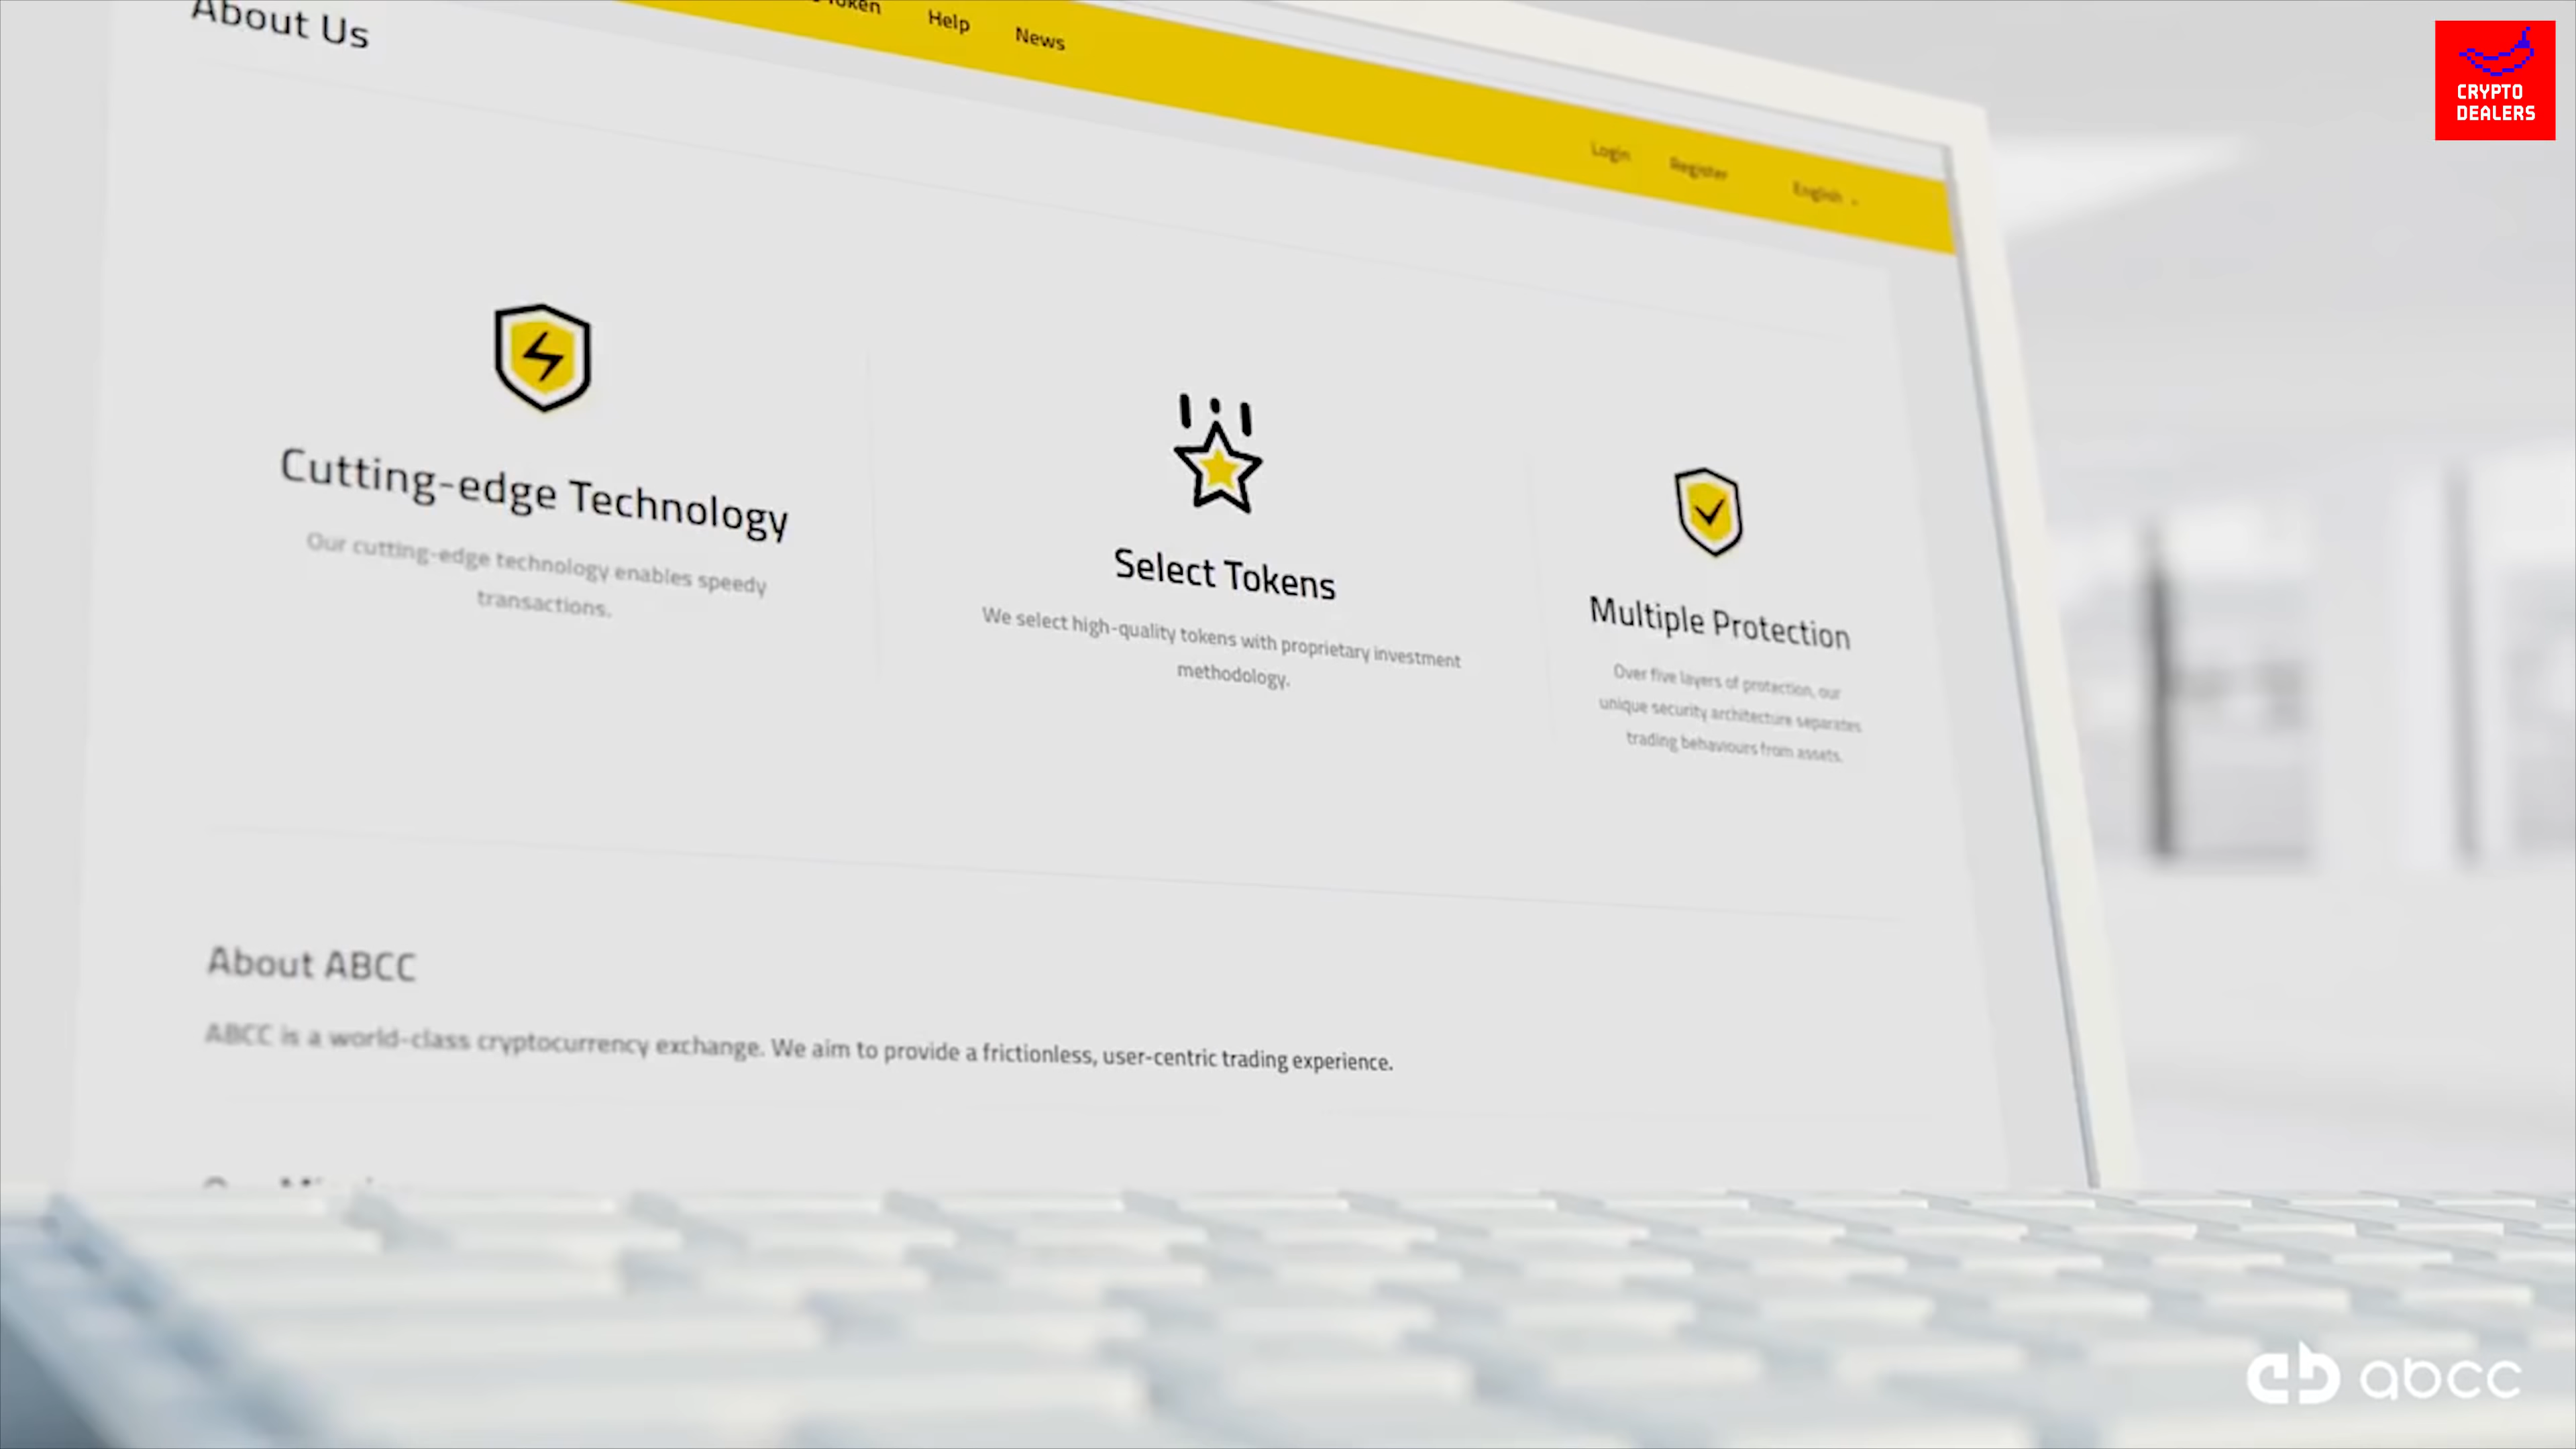 About Us
Token
Help
News
Login
Register
English
CRYPTO
DEALERS
Cutting-edge Technology
Our cutting-edge technology enables speedy
transactions.
Select Tokens
We select high-quality tokens with proprietary investment
methodology.
Multiple Protection
Over five layers of protection, our
unique security architecture separates
trading behaviours from assets.
About ABCC
ABCC is a world-class cryptocurrency exchange. We aim to provide a frictionless, user-centric trading experience.
abcc